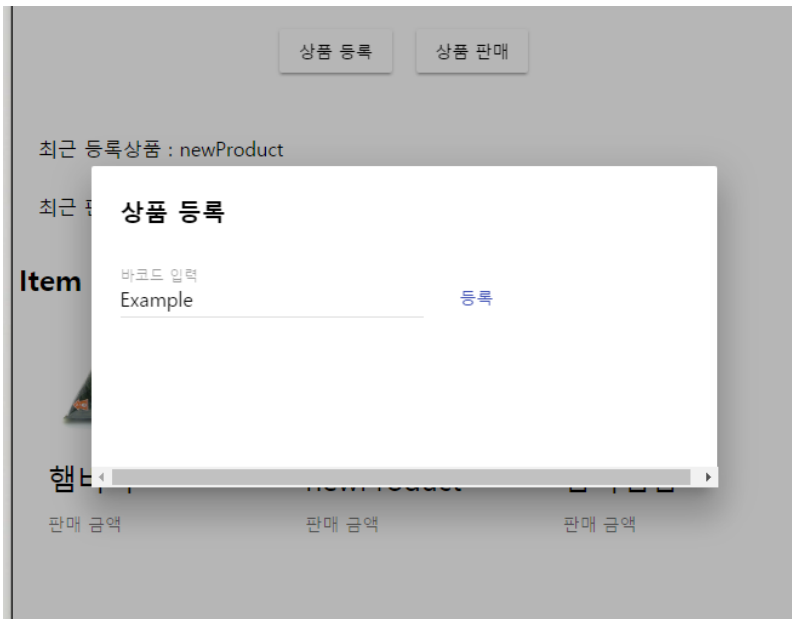 상품 등록 상품 판매
최근 등록상품 : newProduct
최근
상품 등록
Item
바코드 입력
Example 등록
newProduct
판매 금액 판매 금액 판매 금액